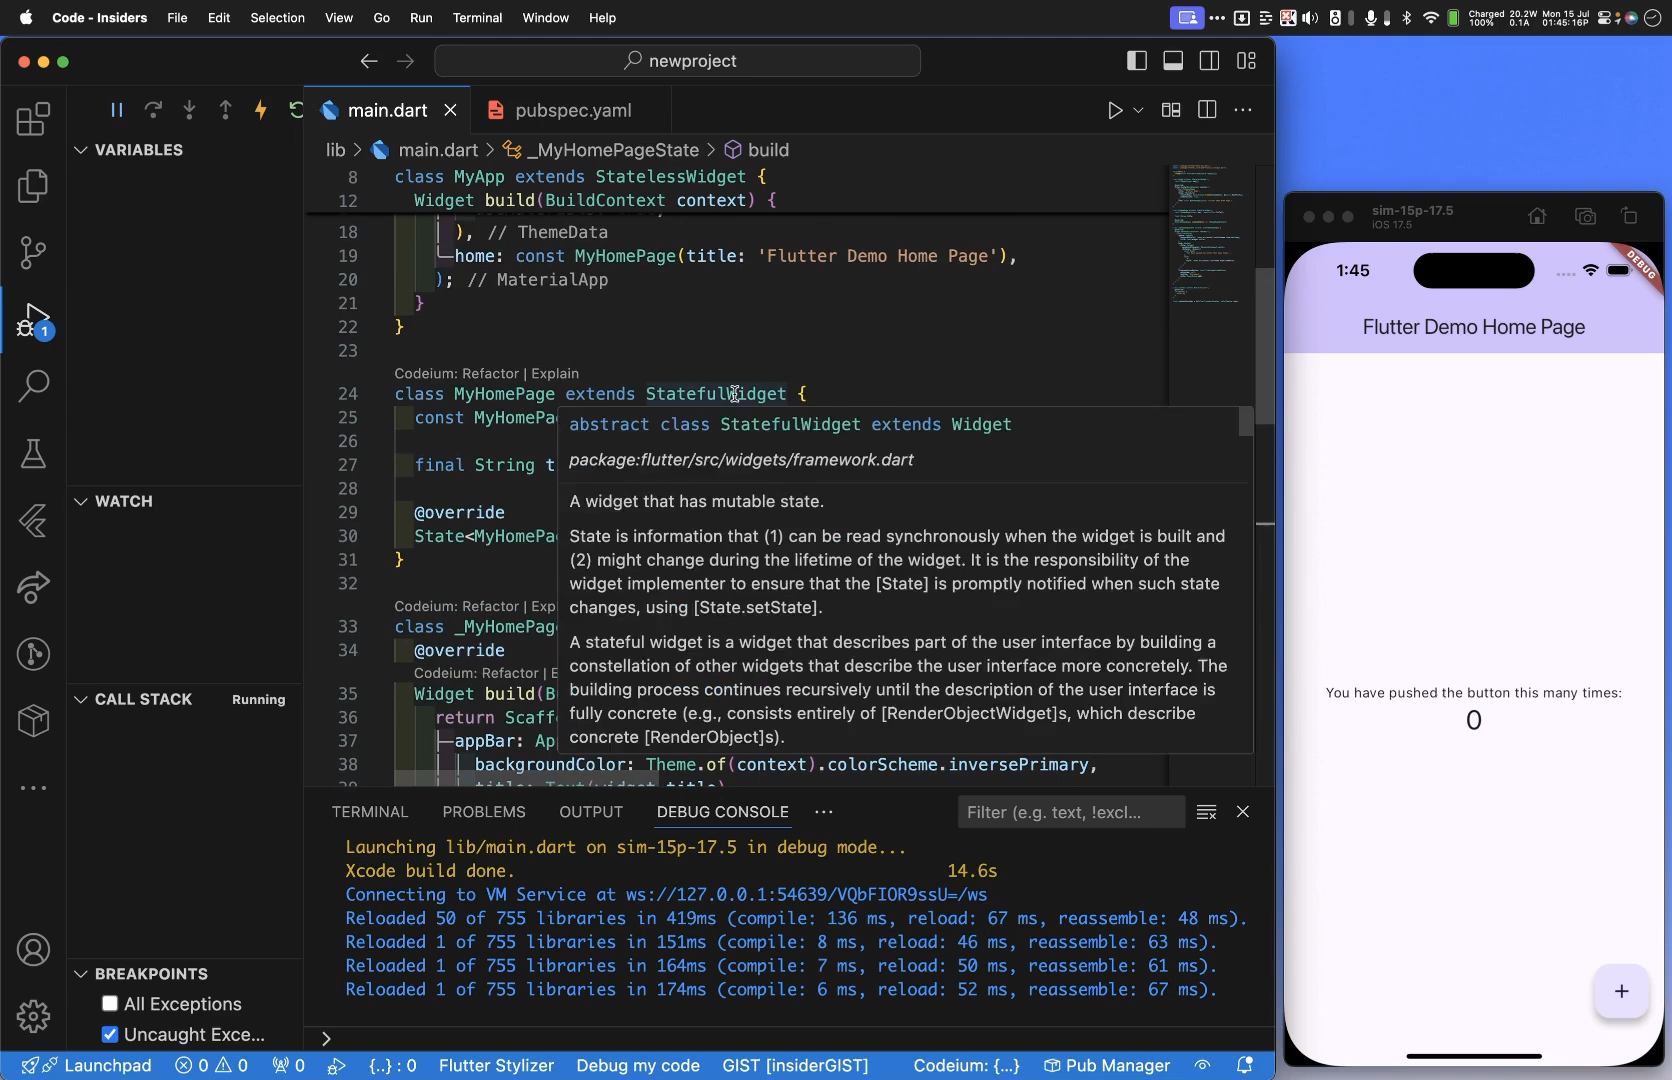 Code - Insiders File Edit Selection View Go Run Terminal Window Help
Charged 20.2W Mon 15 Jul
100% 0.1A 01:45:16P
newproject
main.dart
pubspec.yaml
VARIABLES
lib > main.dart > _MyHomePageState > build
8 class MyApp extends StatelessWidget {
12 Widget build(BuildContext context) {
18 ), // ThemeData
19 home: const MyHomePage(title: 'Flutter Demo Home Page'),
20 ); // MaterialApp
21 }
22 }
23
Codeium: Refactor | Explain
24 class MyHomePage extends StatefulWidget {
25 const MyHomePa
26
27 final String t
28
29 @override
30 State<MyHomePa
31 }
32
Codeium: Refactor | Exp
33 class _MyHomePag
34 @override
Codeium: Refactor | E
35 Widget build(B
36 return Scaff
37 appBar: Ap
38 backgroundColor: Theme.of(context).colorScheme.inversePrimary,
abstract class StatefulWidget extends Widget
package:flutter/src/widgets/framework.dart
A widget that has mutable state.
State is information that (1) can be read synchronously when the widget is built and
(2) might change during the lifetime of the widget. It is the responsibility of the
widget implementer to ensure that the [State] is promptly notified when such state
changes, using [State.setState].
A stateful widget is a widget that describes part of the user interface by building a
constellation of other widgets that describe the user interface more concretely. The
building process continues recursively until the description of the user interface is
fully concrete (e.g., consists entirely of [RenderObjectWidget]s, which describe
concrete [RenderObject]s).
1
WATCH
CALL STACK Running
BREAKPOINTS
All Exceptions
Uncaught Exce...
TERMINAL PROBLEMS OUTPUT DEBUG CONSOLE
Filter (e.g. text, !excl...
Launching lib/main.dart on sim-15p-17.5 in debug mode...
Xcode build done. 14.6s
Connecting to VM Service at ws://127.0.0.1:54639/VQbFIOR9ssU=/ws
Reloaded 50 of 755 libraries in 419ms (compile: 136 ms, reload: 67 ms, reassemble: 48 ms).
Reloaded 1 of 755 libraries in 151ms (compile: 8 ms, reload: 46 ms, reassemble: 63 ms).
Reloaded 1 of 755 libraries in 164ms (compile: 7 ms, reload: 50 ms, reassemble: 61 ms).
Reloaded 1 of 755 libraries in 174ms (compile: 6 ms, reload: 52 ms, reassemble: 67 ms).
>
Launchpad 0 0 0 {..} : 0 Flutter Stylizer Debug my code GIST [insiderGIST] Codeium: {...} Pub Manager
sim-15p-17.5
iOS 17.5
1:45
DEBUG
Flutter Demo Home Page
You have pushed the button this many times:
0
+